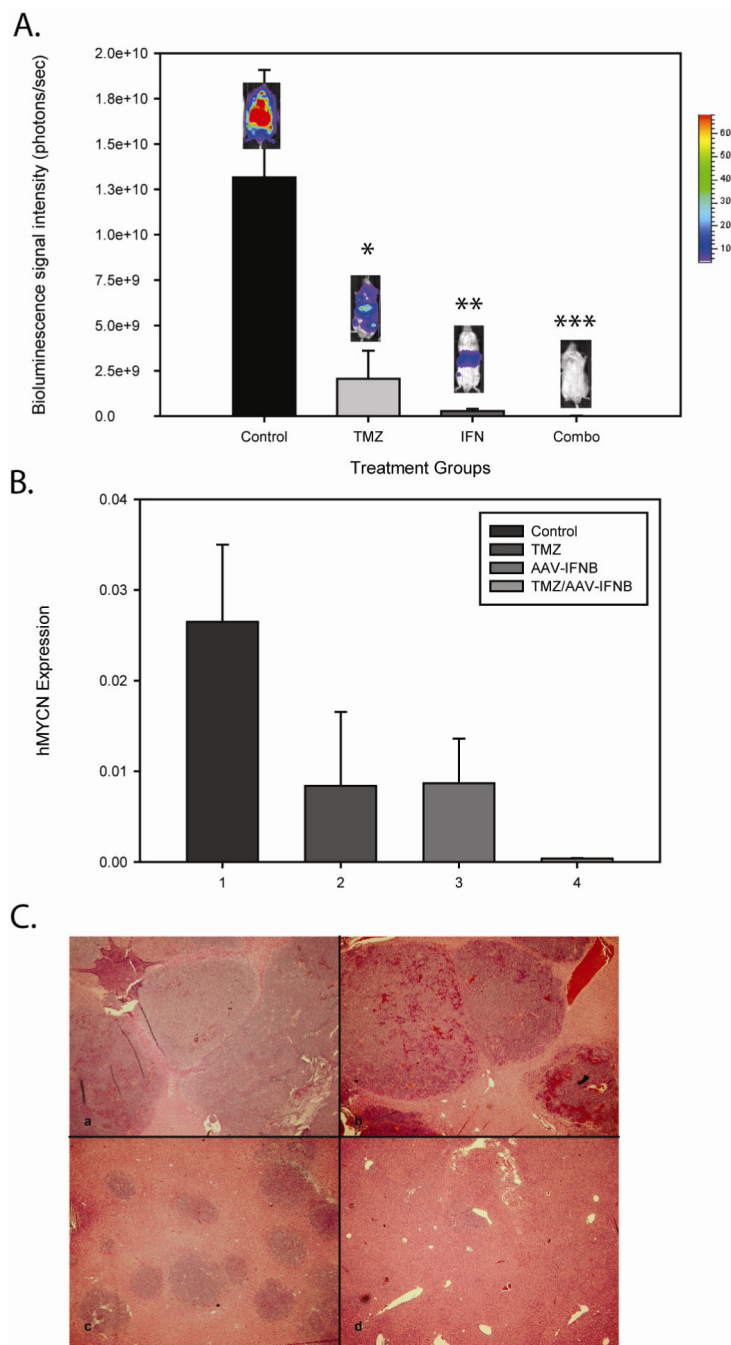 A.
Bioluminescence signal intensity (photons/sec)
2.0e+10
1.8e+10
1.5e+10
1.3e+10
1.0e+10
7.5e+9
5.0e+9
2.5e+9
0.0
*
**
***
60
50
40
30
20
10
Control TMZ IFN Combo
Treatment Groups
B.
hMYCN Expression
0.04
0.03
0.02
0.01
0.00
Control
TMZ
AAV-IFNB
TMZ/AAV-IFNB
1 2 3 4
C.
a
b
c
d